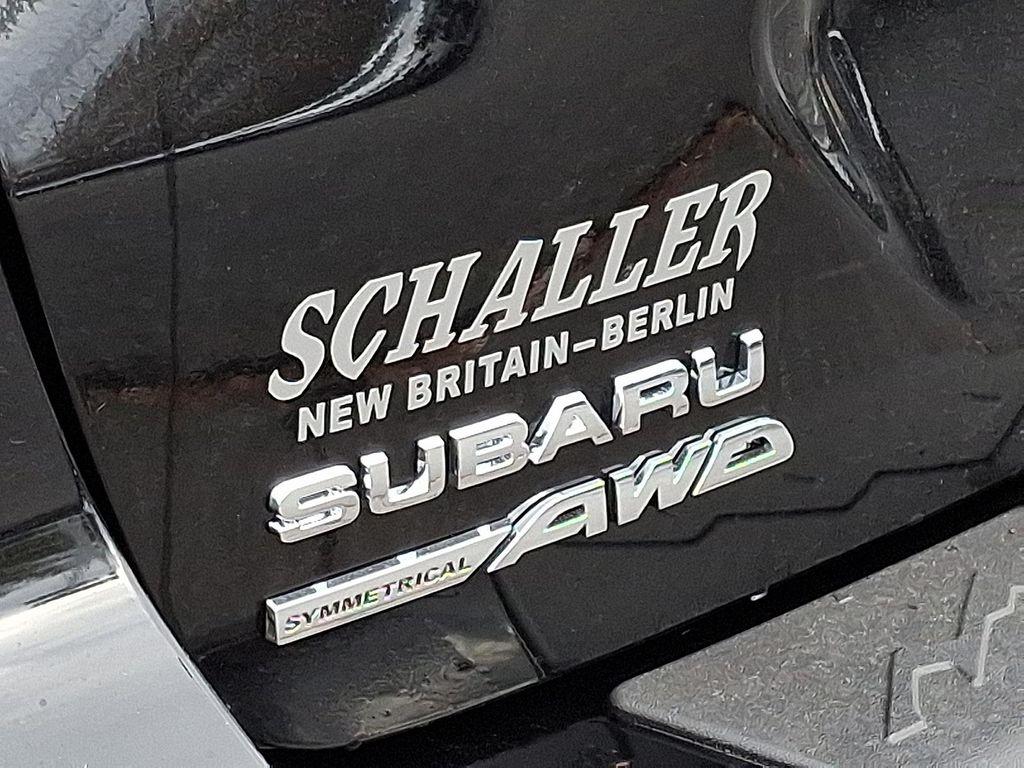 SCHALLER
NEW BRITAIN-BERLIN
SUBARU
SYMMETRICAL AWD